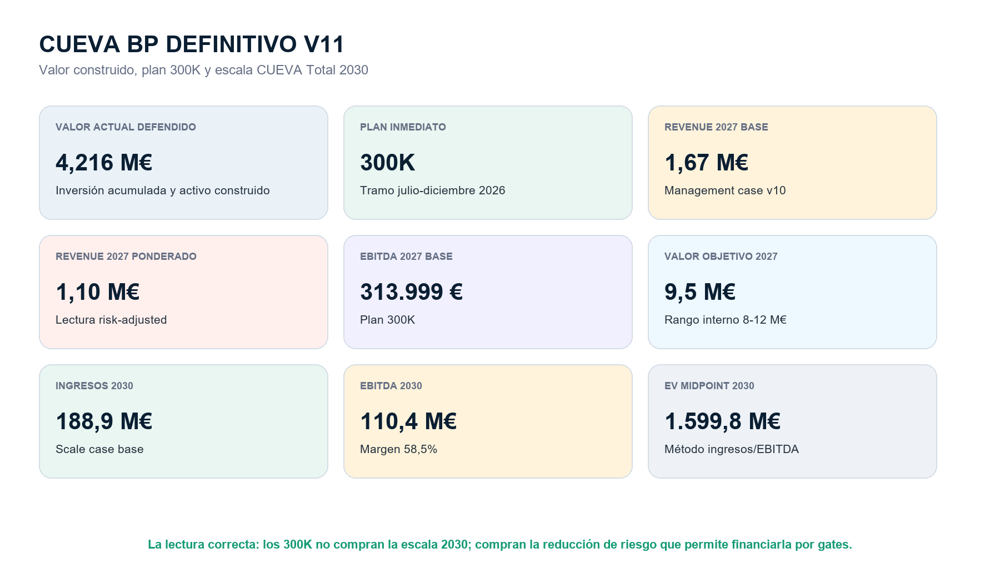 CUEVA BP DEFINITIVO V11
Valor construido, plan 300K y escala CUEVA Total 2030
VALOR ACTUAL DEFENDIDO
4,216 M€
Inversión acumulada y activo construido
PLAN INMEDIATO
300K
Tramo julio-diciembre 2026
REVENUE 2027 BASE
1,67 M€
Management case v10
REVENUE 2027 PONDERADO
1,10 M€
Lectura risk-adjusted
EBITDA 2027 BASE
313.999 €
Plan 300K
VALOR OBJETIVO 2027
9,5 M€
Rango interno 8-12 M€
INGRESOS 2030
188,9 M€
Scale case base
EBITDA 2030
110,4 M€
Margen 58,5%
EV MIDPOINT 2030
1.599,8 M€
Método ingresos/EBITDA
La lectura correcta: los 300K no compran la escala 2030; compran la reducción de riesgo que permite financiarla por gates.